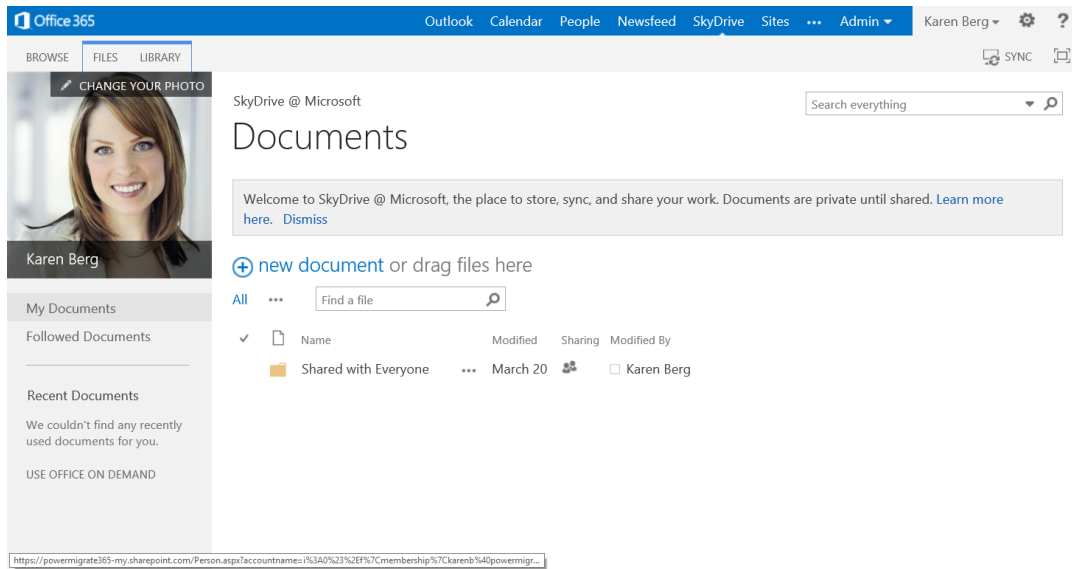 Office 365 Outlook Calendar People Newsfeed SkyDrive Sites ••• Admin Karen Berg ?
BROWSE FILES LIBRARY SYNC
CHANGE YOUR PHOTO
Karen Berg
My Documents
Followed Documents
Recent Documents
We couldn't find any recently
used documents for you.
USE OFFICE ON DEMAND
SkyDrive @ Microsoft
Search everything
Documents
Welcome to SkyDrive @ Microsoft, the place to store, sync, and share your work. Documents are private until shared. Learn more
here. Dismiss
new document or drag files here
All ••• Find a file
Name Modified Sharing Modified By
Shared with Everyone ••• March 20 Karen Berg
https://powermigrate365-my.sharepoint.com/Person.aspx?accountname=i%3A0%23%2Ef%7Cmembership%7Ckarenb%40powermigr...